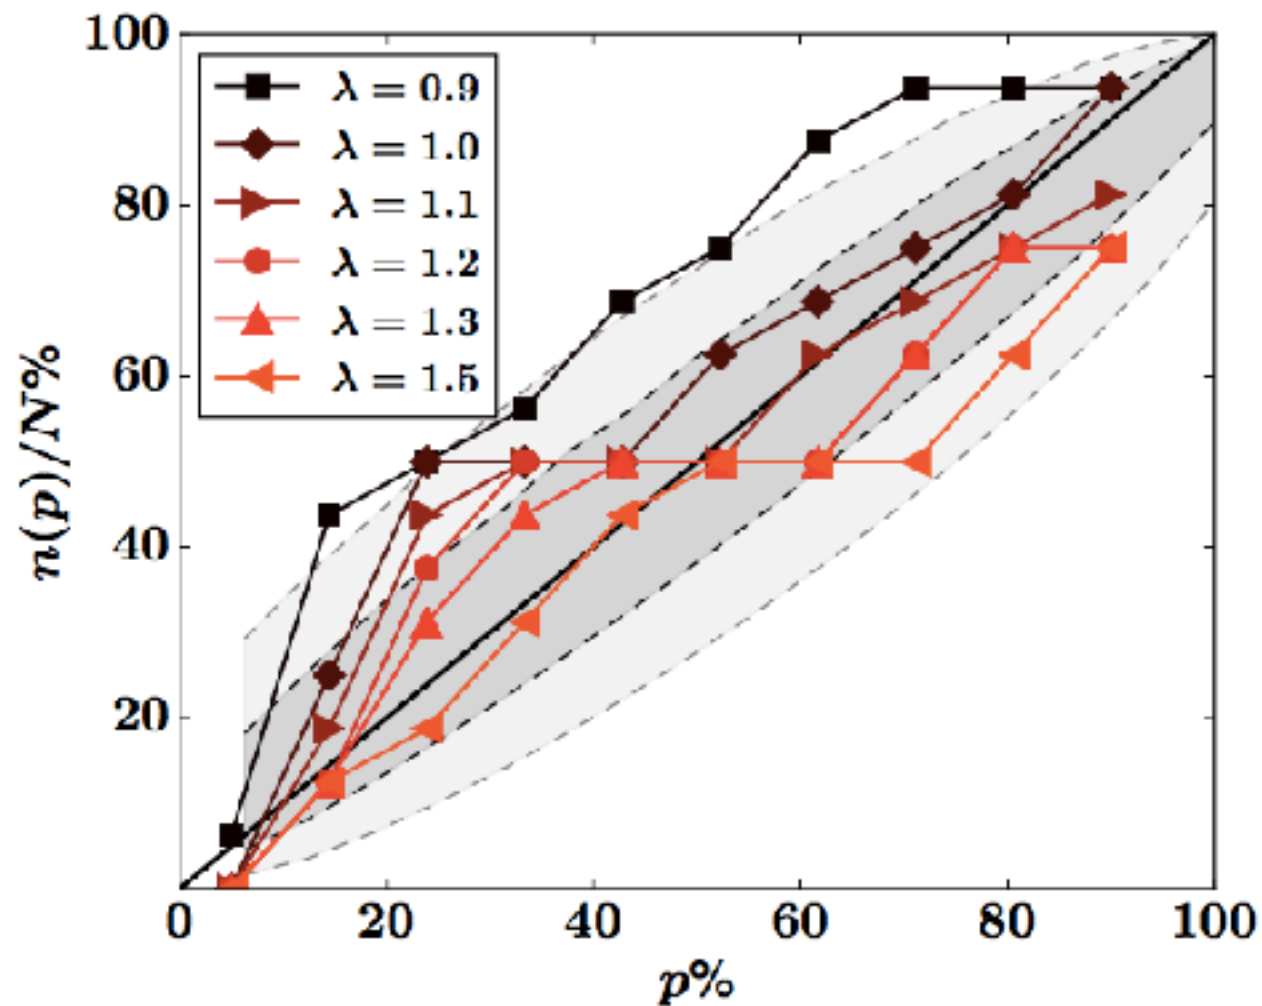 100
80
60
40
20
0 20 40 60 80 100
n(p)/N%
p%
λ = 0.9
λ = 1.0
λ = 1.1
λ = 1.2
λ = 1.3
λ = 1.5